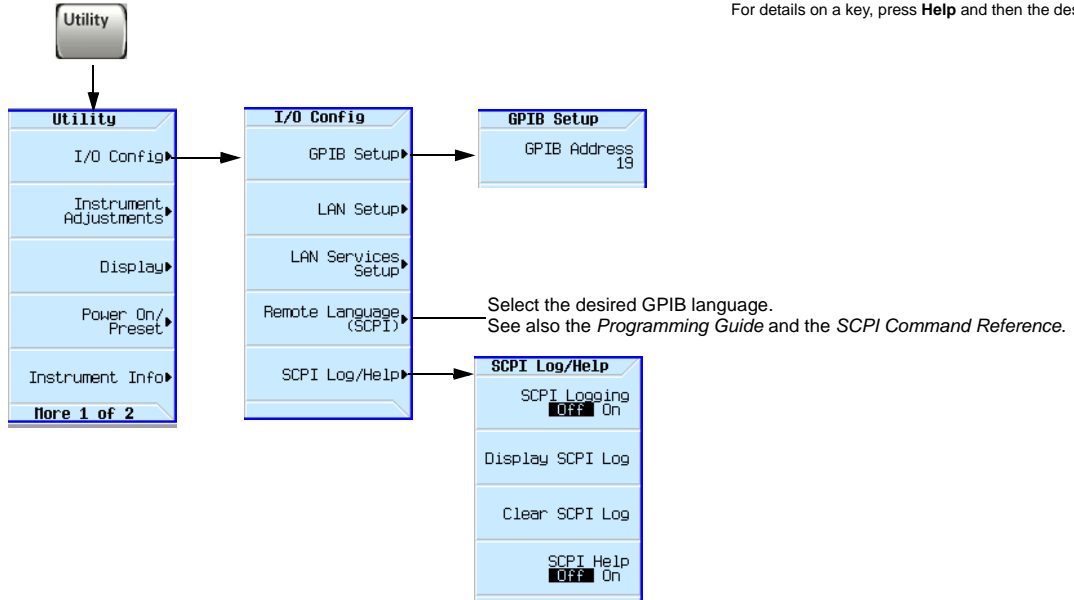 For details on a key, press Help and then the des
Utility
Utility
I/O Config
Instrument
Adjustments
Display
Power On/
Preset
Instrument Info
More 1 of 2
I/O Config
GPIB Setup
LAN Setup
LAN Services
Setup
Remote Language
(SCPI)
SCPI Log/Help
GPIB Setup
GPIB Address
19
Select the desired GPIB language.
See also the Programming Guide and the SCPI Command Reference.
SCPI Log/Help
SCPI Logging
Off On
Display SCPI Log
Clear SCPI Log
SCPI Help
Off On